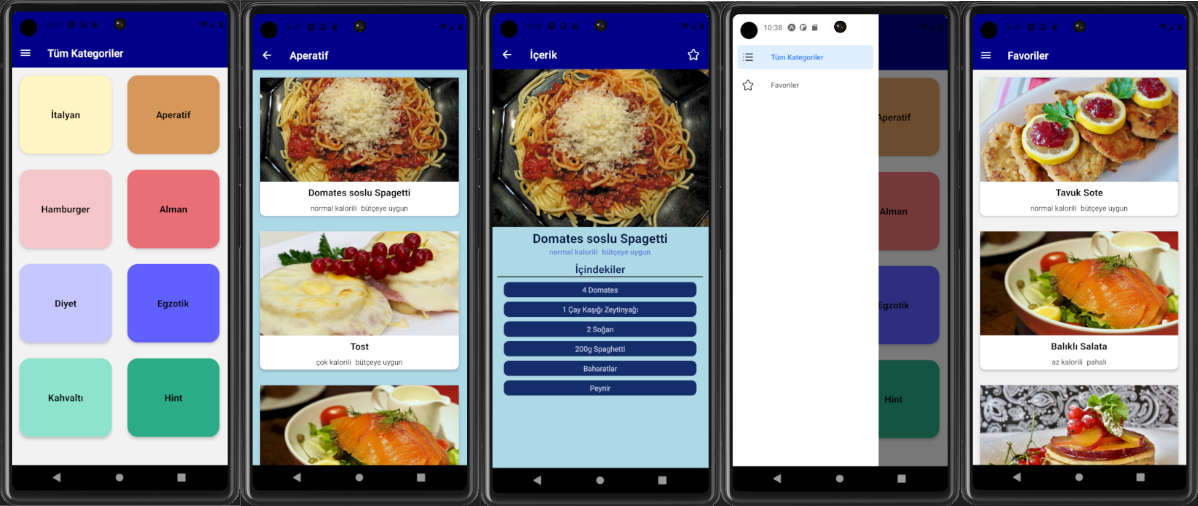 Tüm Kategoriler
İtalyan
Aperatif
Hamburger
Alman
Diyet
Egzotik
Kahvaltı
Hint
Aperatif
Domates soslu Spagetti
normal kalorili bütçeye uygun
Tost
çok kalorili bütçeye uygun
İçerik
Domates soslu Spagetti
normal kalorili bütçeye uygun
İçindekiler
4 Domates
1 Çay Kaşığı Zeytinyağı
2 Soğan
200g Spaghetti
Baharatlar
Peynir
10:38
Tüm Kategoriler
Favoriler
Aperatif
Alman
Egzotik
Hint
Favoriler
Tavuk Sote
normal kalorili bütçeye uygun
Balıklı Salata
az kalorili pahalı